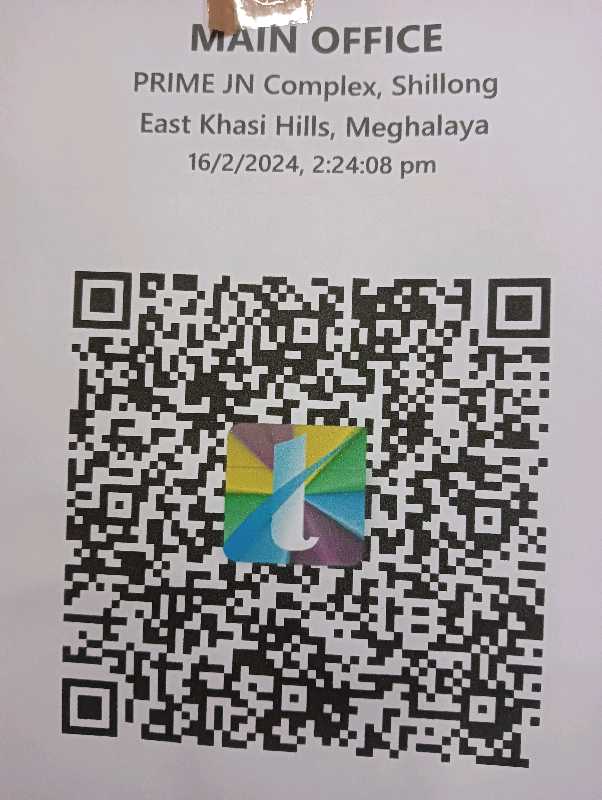 MAIN OFFICE
PRIME JN Complex, Shillong
East Khasi Hills, Meghalaya
16/2/2024, 2:24:08 pm
t